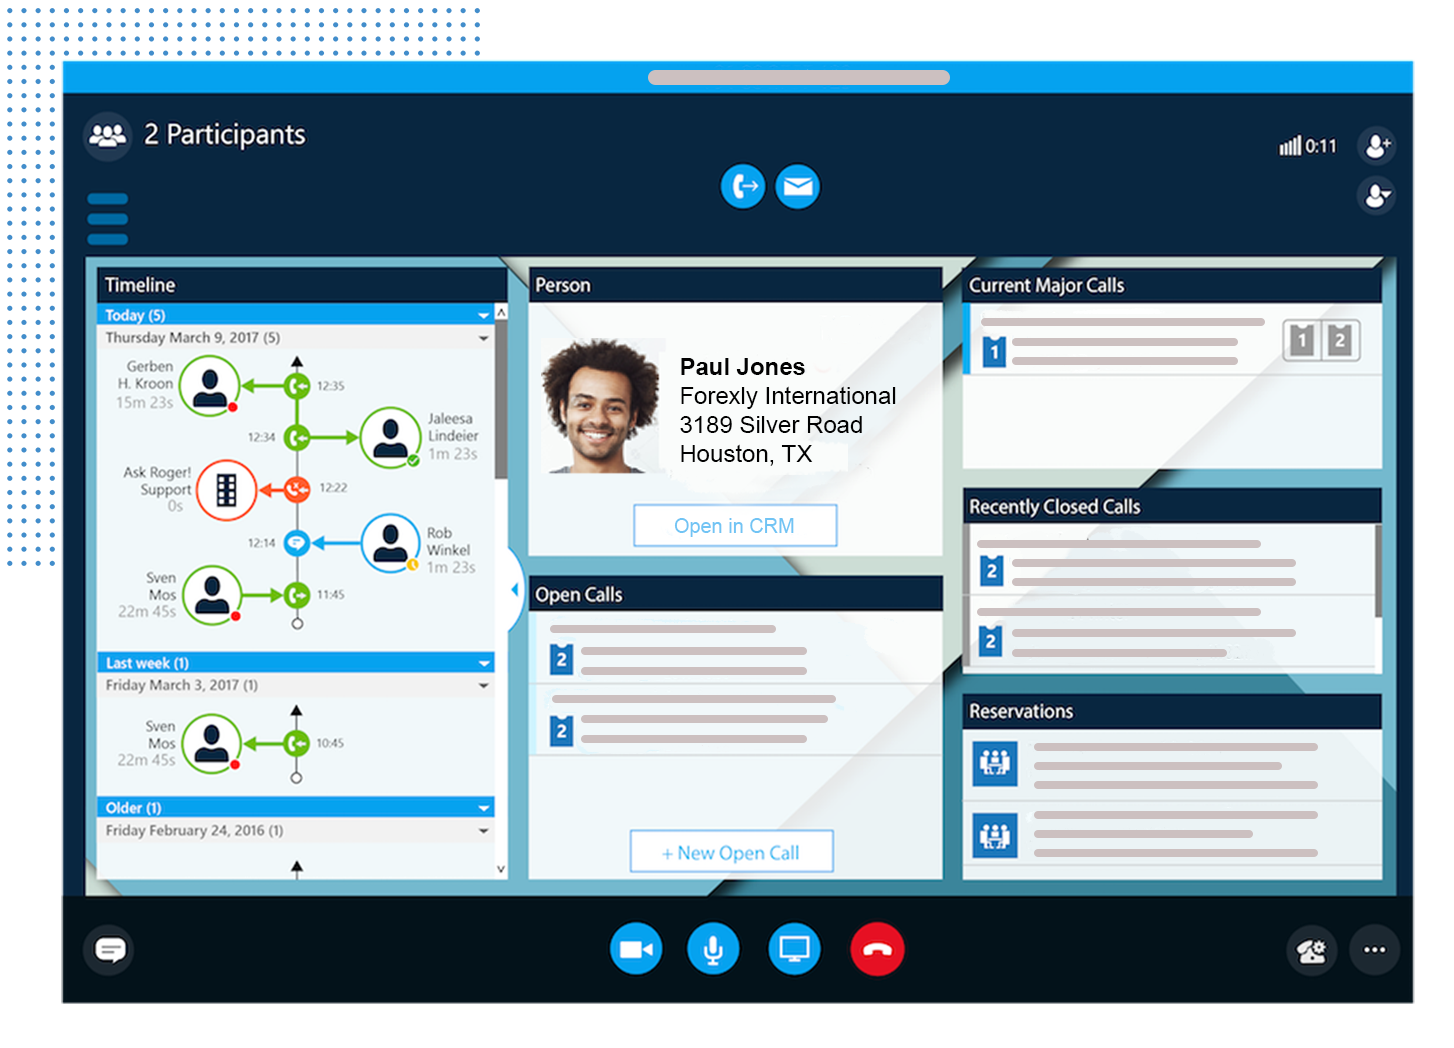 2 Participants
0:11
Timeline
Today (5)
Thursday March 9, 2017 (5)
Gerben
H. Kroon
15m 23s
12:35
12:34
Jaleesa
Lindeier
1m 23s
Ask Roger!
Support
0s
12:22
12:14
Rob
Winkel
1m 23s
Sven
Mos
22m 45s
11:45
Last week (1)
Friday March 3, 2017 (1)
Sven
Mos
22m 45s
10:45
Older (1)
Friday February 24, 2016 (1)
Person
Paul Jones
Forexly International
3189 Silver Road
Houston, TX
Open in CRM
Open Calls
2
2
+ New Open Call
Current Major Calls
1
1 2
Recently Closed Calls
2
2
Reservations